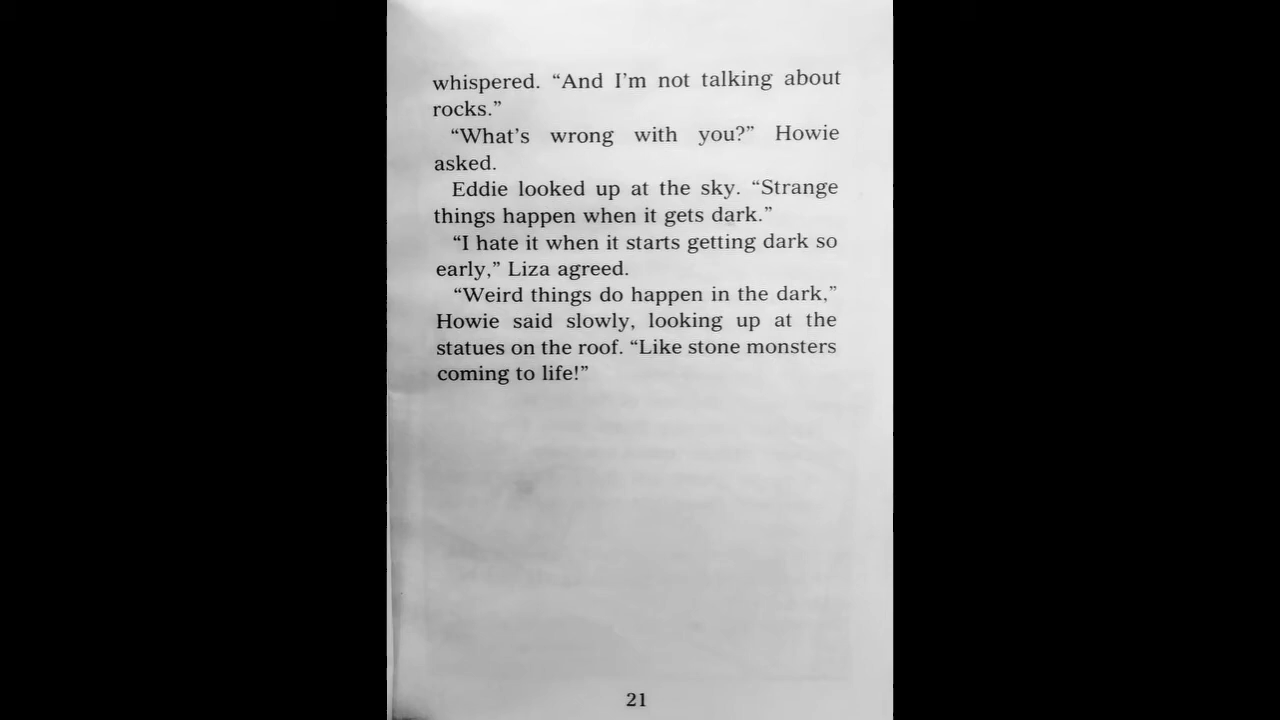 whispered. “And I’m not talking about
rocks.”
“What’s wrong with you?” Howie
asked.
Eddie looked up at the sky. “Strange
things happen when it gets dark.”
“I hate it when it starts getting dark so
early,” Liza agreed.
“Weird things do happen in the dark,”
Howie said slowly, looking up at the
statues on the roof. “Like stone monsters
coming to life!”
21